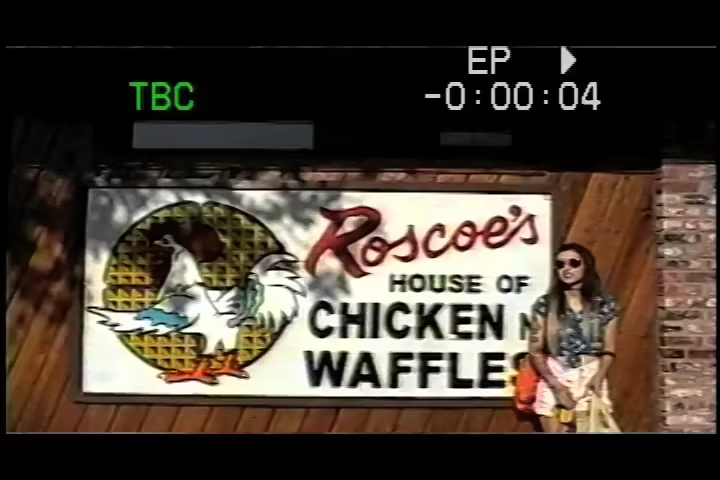 EP
TBC
-0:00:04
Roscoe's
HOUSE OF
CHICKEN
WAFFLES